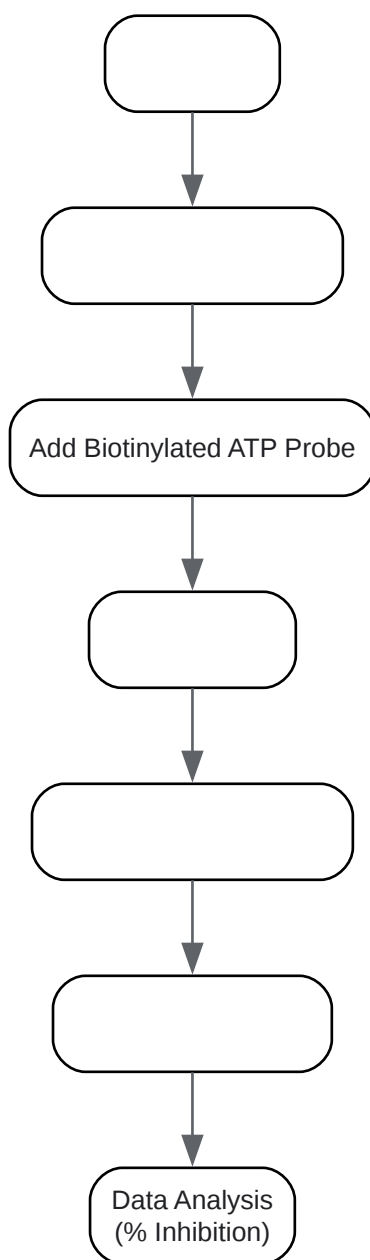 Add Biotinylated ATP Probe
Data Analysis
(% Inhibition)